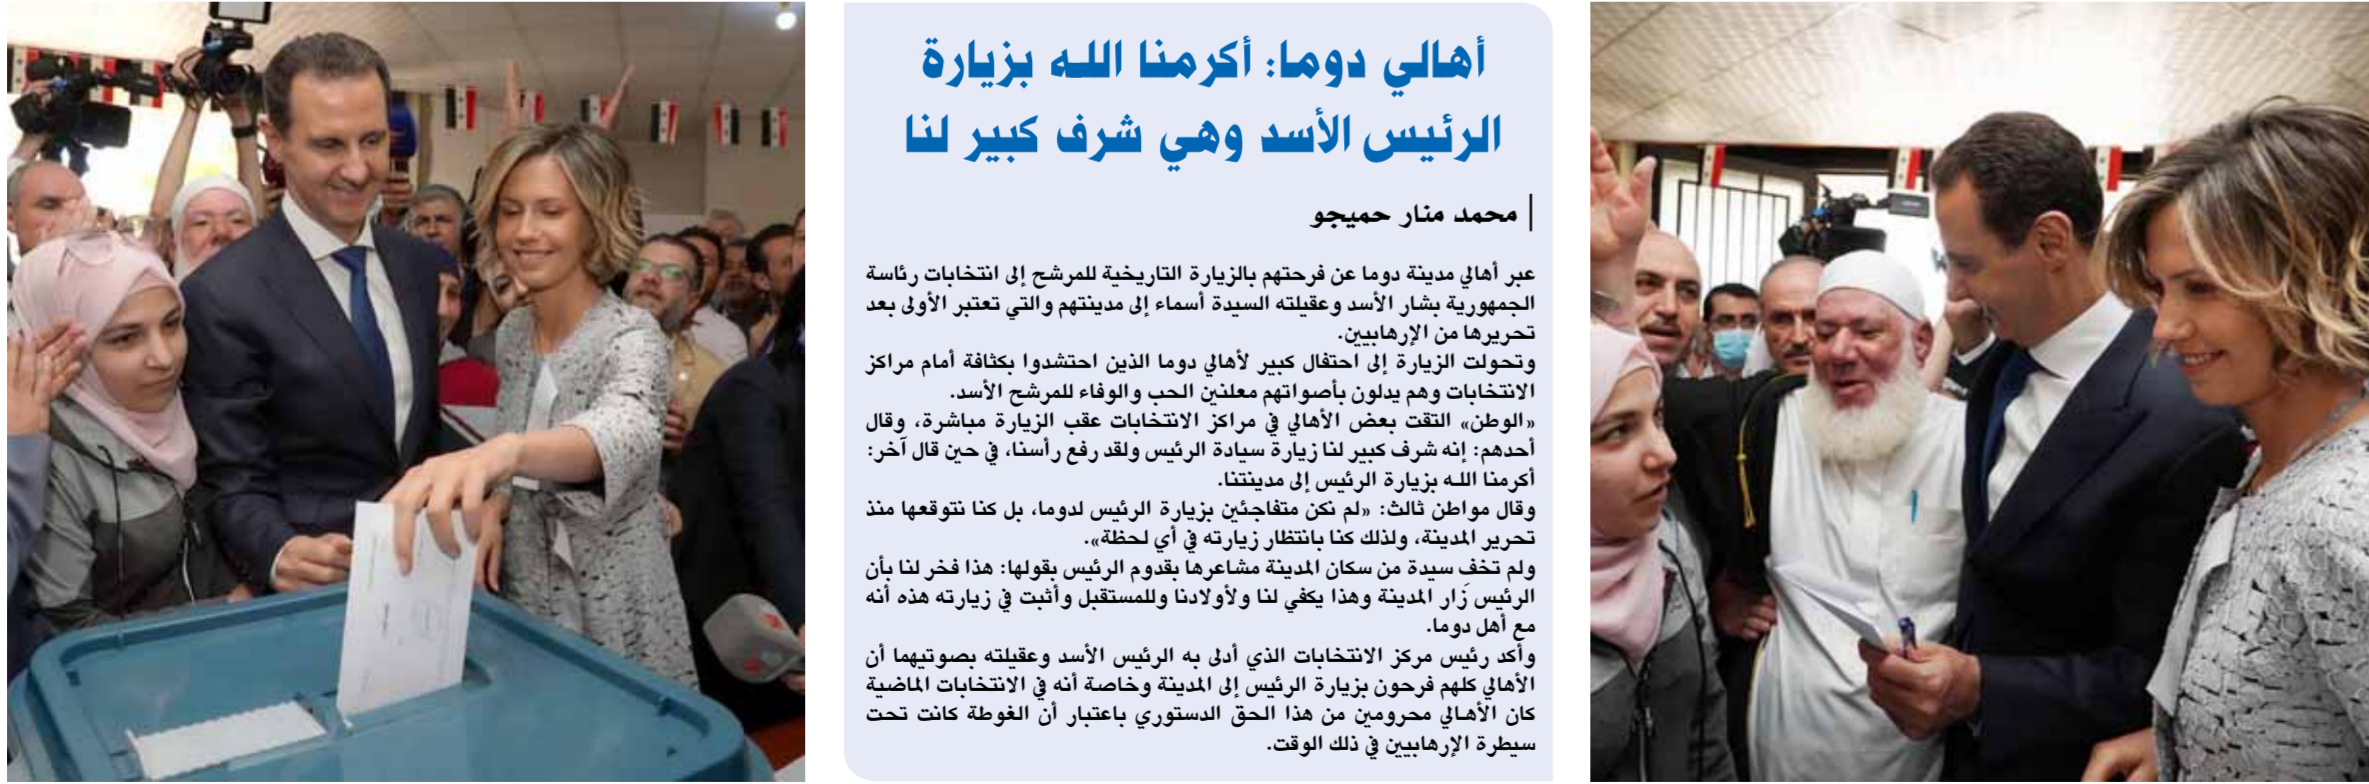 أهالي دوما: أكرمنا الله بزيارة
الرئيس الأسد وهي شرف كبير لنا
محمد منار حميجو
عبر أهالي مدينة دوما عن فرحتهم بالزيارة التاريخية للمرشح إلى انتخابات رئاسة
الجمهورية بشار الأسد وعقيلته السيدة أسماء إلى مدينتهم والتي تعتبر الأولى بعد
تحريرها من الإرهابيين.
وتحولت الزيارة إلى احتفال كبير لأهالي دوما الذين احتشدوا بكثافة أمام مراكز
الانتخابات وهم يدلون بأصواتهم معلنين الحب والوفاء للمرشح الأسد.
«الوطن» التقت بعض الأهالي في مراكز الانتخابات عقب الزيارة مباشرة، وقال
أحدهم: إنه شرف كبير لنا زيارة سيادة الرئيس ولقد رفع رأسنا، في حين قال آخر:
أكرمنا الله بزيارة الرئيس إلى مدينتنا.
وقال مواطن ثالث: «لم نكن متفاجئين بزيارة الرئيس لدوما، بل كنا نتوقعها منذ
تحرير المدينة، ولذلك كنا بانتظار زيارته في أي لحظة».
ولم تخف سيدة من سكان المدينة مشاعرها بقدوم الرئيس بقولها: هذا فخر لنا بأن
الرئيس زَار المدينة وهذا يكفي لنا ولأولادنا وللمستقبل وأثبت في زيارته هذه أنه
مع أهل دوما.
وأكد رئيس مركز الانتخابات الذي أدلى به الرئيس الأسد وعقيلته بصوتيهما أن
الأهالي كلهم فرحون بزيارة الرئيس إلى المدينة وخاصة أنه في الانتخابات الماضية
كان الأهالي محرومين من هذا الحق الدستوري باعتبار أن الغوطة كانت تحت
سيطرة الإرهابيين في ذلك الوقت.